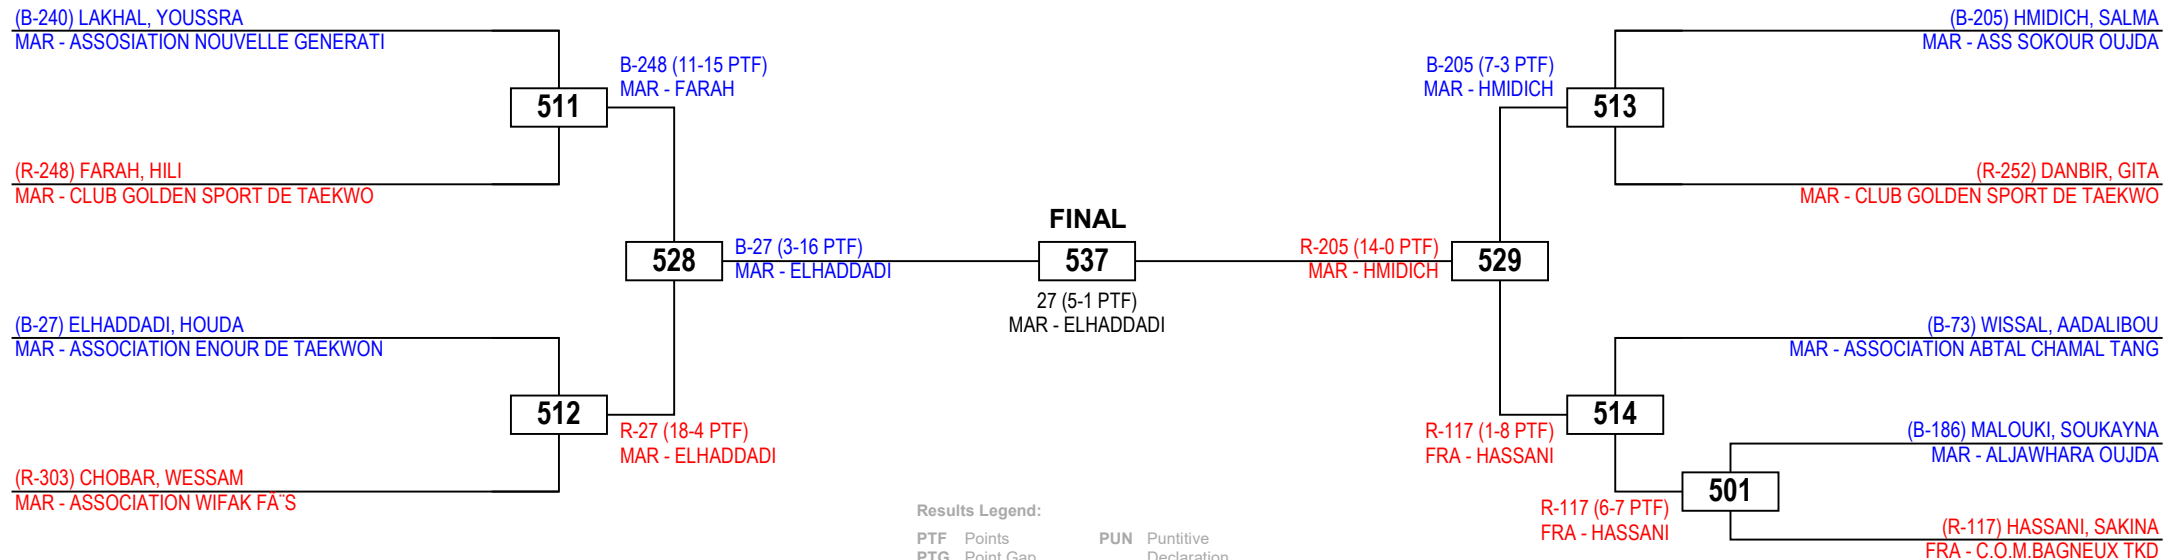 (B-240) LAKHAL, YOUSSRA
MAR - ASSOSIATION NOUVELLE GENERATI
B-248 (11-15 PTF)
MAR - FARAH
511
(R-248) FARAH, HILI
MAR - CLUB GOLDEN SPORT DE TAEKWO
528
B-27 (3-16 PTF)
MAR - ELHADDADI
(B-27) ELHADDADI, HOUDA
MAR - ASSOCIATION ENOUR DE TAEKWON
512
R-27 (18-4 PTF)
MAR - ELHADDADI
(R-303) CHOBAR, WESSAM
MAR - ASSOCIATION WIFAK FÃ¨S
FINAL
537
27 (5-1 PTF)
MAR - ELHADDADI
(B-205) HMIDICH, SALMA
MAR - ASS SOKOUR OUJDA
B-205 (7-3 PTF)
MAR - HMIDICH
513
(R-252) DANBIR, GITA
MAR - CLUB GOLDEN SPORT DE TAEKWO
R-205 (14-0 PTF)
MAR - HMIDICH
529
(B-73) WISSAL, AADALIBOU
MAR - ASSOCIATION ABTAL CHAMAL TANG
514
R-117 (1-8 PTF)
FRA - HASSANI
(B-186) MALOUKI, SOUKAYNA
MAR - ALJAWHARA OUJDA
501
R-117 (6-7 PTF)
FRA - HASSANI
(R-117) HASSANI, SAKINA
FRA - C.O.M.BAGNEUX TKD
Results Legend:
PTF Points PUN Puntitive
PTG Point Gap Declaration